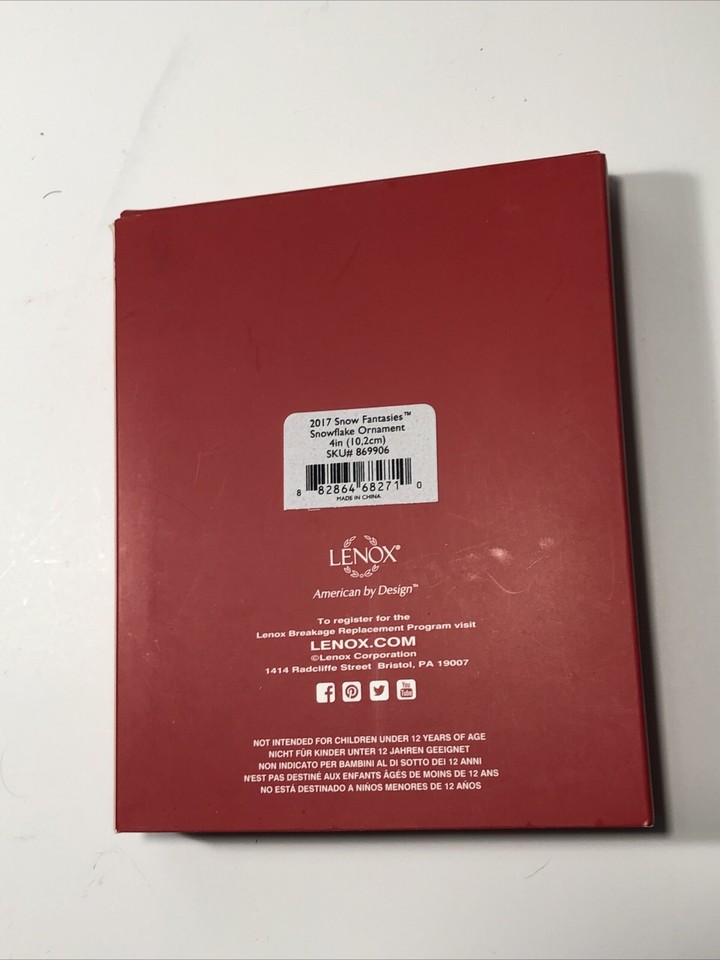 2017 Snow Fantasies™
Snowflake Ornament
4in (10,2cm)
SKU# 869906
8 82864 68271 0
MADE IN CHINA
LENOX®
American by Design™
To register for the
Lenox Breakage Replacement Program visit
LENOX.COM
©Lenox Corporation
1414 Radcliffe Street Bristol, PA 19007
You Tube
NOT INTENDED FOR CHILDREN UNDER 12 YEARS OF AGE
NICHT FÜR KINDER UNTER 12 JAHREN GEEIGNET
NON INDICATO PER BAMBINI AL DI SOTTO DEI 12 ANNI
N'EST PAS DESTINÉ AUX ENFANTS ÂGÉS DE MOINS DE 12 ANS
NO ESTÁ DESTINADO A NIÑOS MENORES DE 12 AÑOS